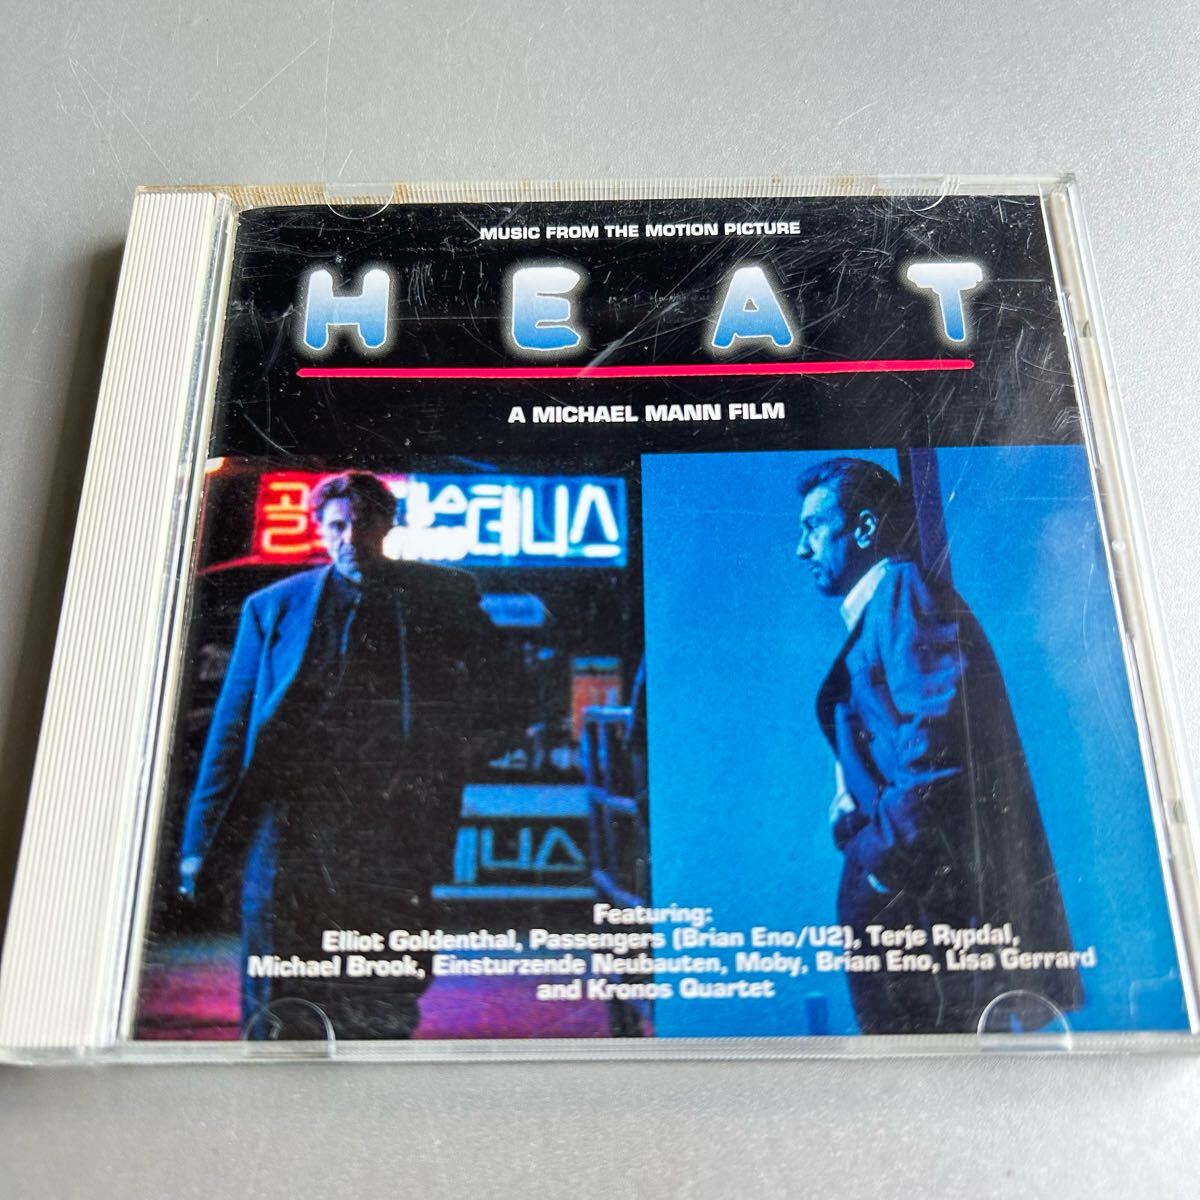 MUSIC FROM THE MOTION PICTURE
HEAT
A MICHAEL MANN FILM
Featuring:
Elliot Goldenthal, Passengers (Brian Eno/U2), Terje Rypdal,
Michael Brook, Einsturzende Neubauten, Moby, Brian Eno, Lisa Gerrard
and Kronos Quartet